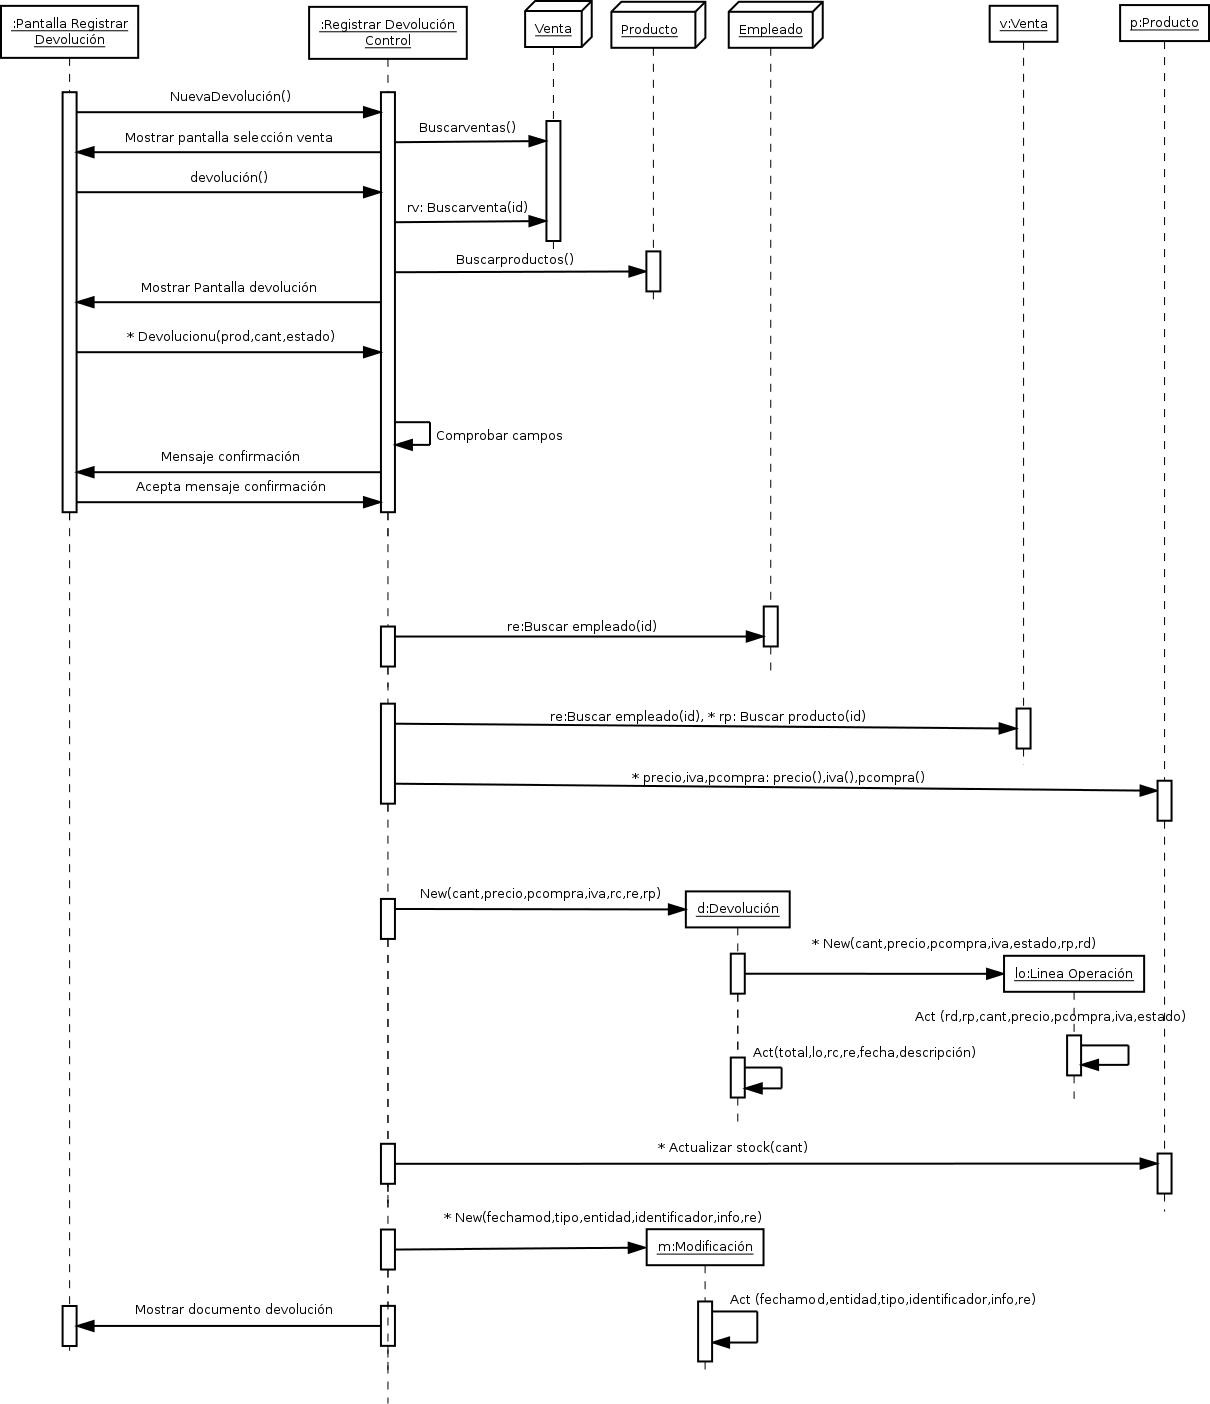 :Pantalla Registrar
Devolución
:Registrar Devolución
Control
Venta
Producto
Empleado
v:Venta
p:Producto
NuevaDevolución()
Buscarventas()
Mostrar pantalla selección venta
devolución()
rv: Buscarventa(id)
Buscarproductos()
Mostrar Pantalla devolución
* Devolucionu(prod,cant,estado)
Comprobar campos
Mensaje confirmación
Acepta mensaje confirmación
re:Buscar empleado(id)
re:Buscar empleado(id), * rp: Buscar producto(id)
* precio,iva,pcompra: precio(),iva(),pcompra()
New(cant,precio,pcompra,iva,rc,re,rp)
d:Devolución
* New(cant,precio,pcompra,iva,estado,rp,rd)
lo:Linea Operación
Act (rd,rp,cant,precio,pcompra,iva,estado)
Act(total,lo,rc,re,fecha,descripción)
* Actualizar stock(cant)
* New(fechamod,tipo,entidad,identificador,info,re)
m:Modificación
Act (fechamod,entidad,tipo,identificador,info,re)
Mostrar documento devolución